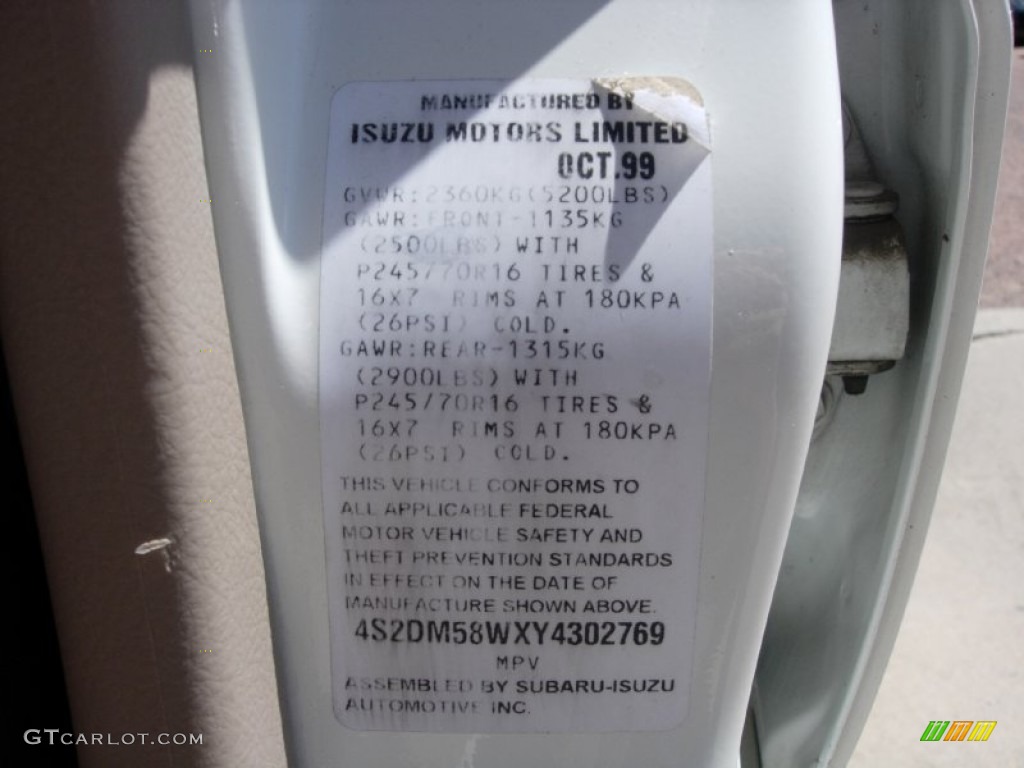 MANUFACTURED BY
ISUZU MOTORS LIMITED
OCT.99
GVWR:2360KG(5200LBS)
GAWR:FRONT-1135KG
(2500LBS) WITH
P245/70R16 TIRES &
16X7 RIMS AT 180KPA
(26PSI) COLD.
GAWR:REAR-1315KG
(2900LBS) WITH
P245/70R16 TIRES &
16X7 RIMS AT 180KPA
(26PSI) COLD.
THIS VEHICLE CONFORMS TO
ALL APPLICABLE FEDERAL
MOTOR VEHICLE SAFETY AND
THEFT PREVENTION STANDARDS
IN EFFECT ON THE DATE OF
MANUFACTURE SHOWN ABOVE.
4S2DM58WXY4302769
MPV
ASSEMBLED BY SUBARU-ISUZU
AUTOMOTIVE INC.
GTCARLOT.COM